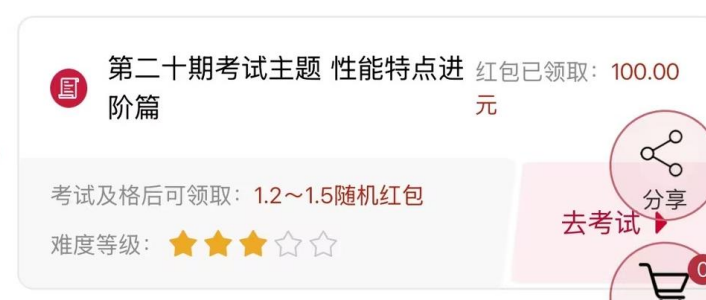 第二十期考试主题 性能特点进
阶篇
红包已领取：100.00
元
考试及格后可领取：1.2～1.5随机红包
难度等级：
去考试
分享
0